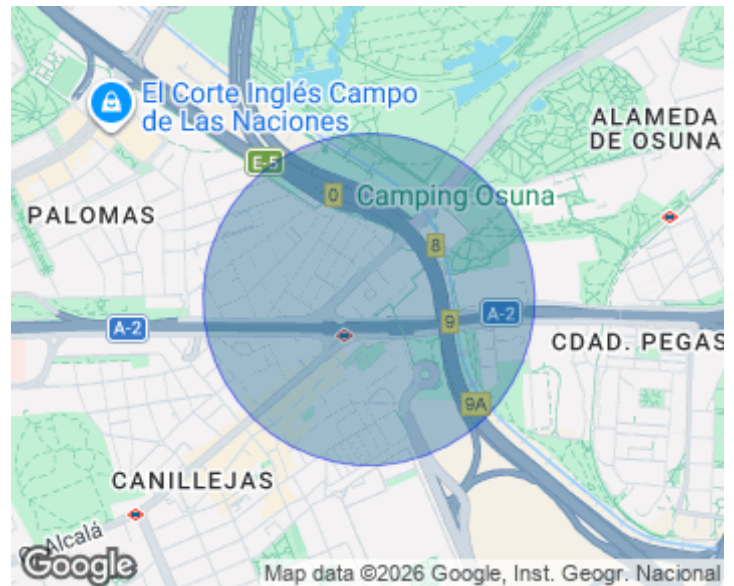 El Corte Inglés Campo
de Las Naciones
ALAMEDA
DE OSUNA
E-5
0
Camping Osuna
PALOMAS
8
A-2
9
A-2
CDAD. PEGAS
9A
CANILLEJAS
Alcalá
Google
Map data ©2026 Google, Inst. Geogr. Nacional